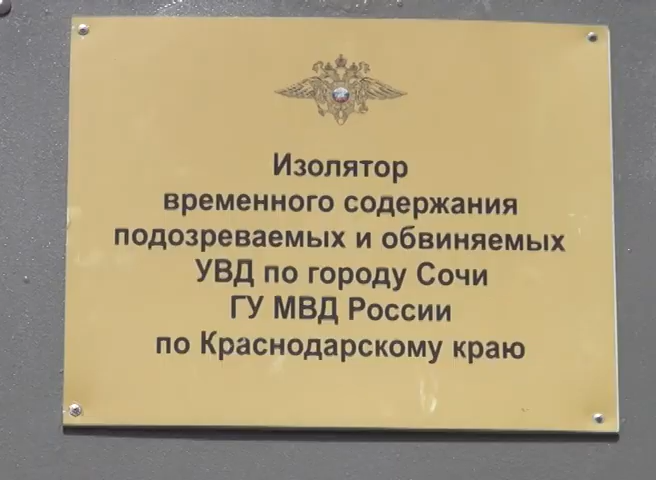 Изолятор
временного содержания
подозреваемых и обвиняемых
УВД по городу Сочи
ГУ МВД России
по Краснодарскому краю